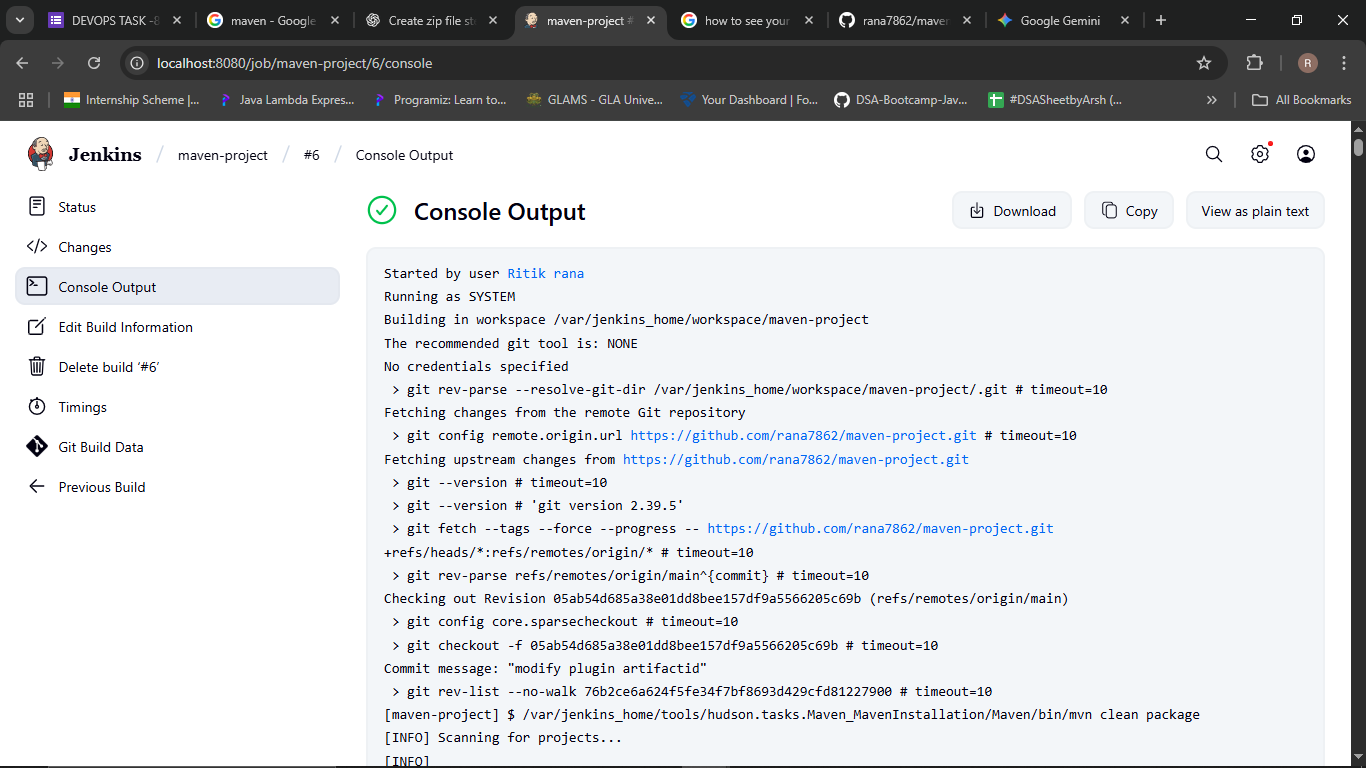 DEVOPS TASK -8
maven - Google
Create zip file st
maven-project #
how to see your
rana7862/maven
Google Gemini
localhost:8080/job/maven-project/6/console
R
Internship Scheme |...
Java Lambda Expres...
Programiz: Learn to...
GLAMS - GLA Unive...
Your Dashboard | Fo...
DSA-Bootcamp-Jav...
#DSASheetbyArsh (...
All Bookmarks
Jenkins / maven-project / #6 / Console Output
Status
Changes
Console Output
Edit Build Information
Delete build ‘#6’
Timings
Git Build Data
Previous Build
Console Output
Download
Copy
View as plain text
Started by user Ritik rana
Running as SYSTEM
Building in workspace /var/jenkins_home/workspace/maven-project
The recommended git tool is: NONE
No credentials specified
> git rev-parse --resolve-git-dir /var/jenkins_home/workspace/maven-project/.git # timeout=10
Fetching changes from the remote Git repository
> git config remote.origin.url https://github.com/rana7862/maven-project.git # timeout=10
Fetching upstream changes from https://github.com/rana7862/maven-project.git
> git --version # timeout=10
> git --version # 'git version 2.39.5'
> git fetch --tags --force --progress -- https://github.com/rana7862/maven-project.git
+refs/heads/*:refs/remotes/origin/* # timeout=10
> git rev-parse refs/remotes/origin/main^{commit} # timeout=10
Checking out Revision 05ab54d685a38e01dd8bee157df9a5566205c69b (refs/remotes/origin/main)
> git config core.sparsecheckout # timeout=10
> git checkout -f 05ab54d685a38e01dd8bee157df9a5566205c69b # timeout=10
Commit message: "modify plugin artifactid"
> git rev-list --no-walk 76b2ce6a624f5fe34f7bf8693d429cfd81227900 # timeout=10
[maven-project] $ /var/jenkins_home/tools/hudson.tasks.Maven_MavenInstallation/Maven/bin/mvn clean package
[INFO] Scanning for projects...
[INFO]